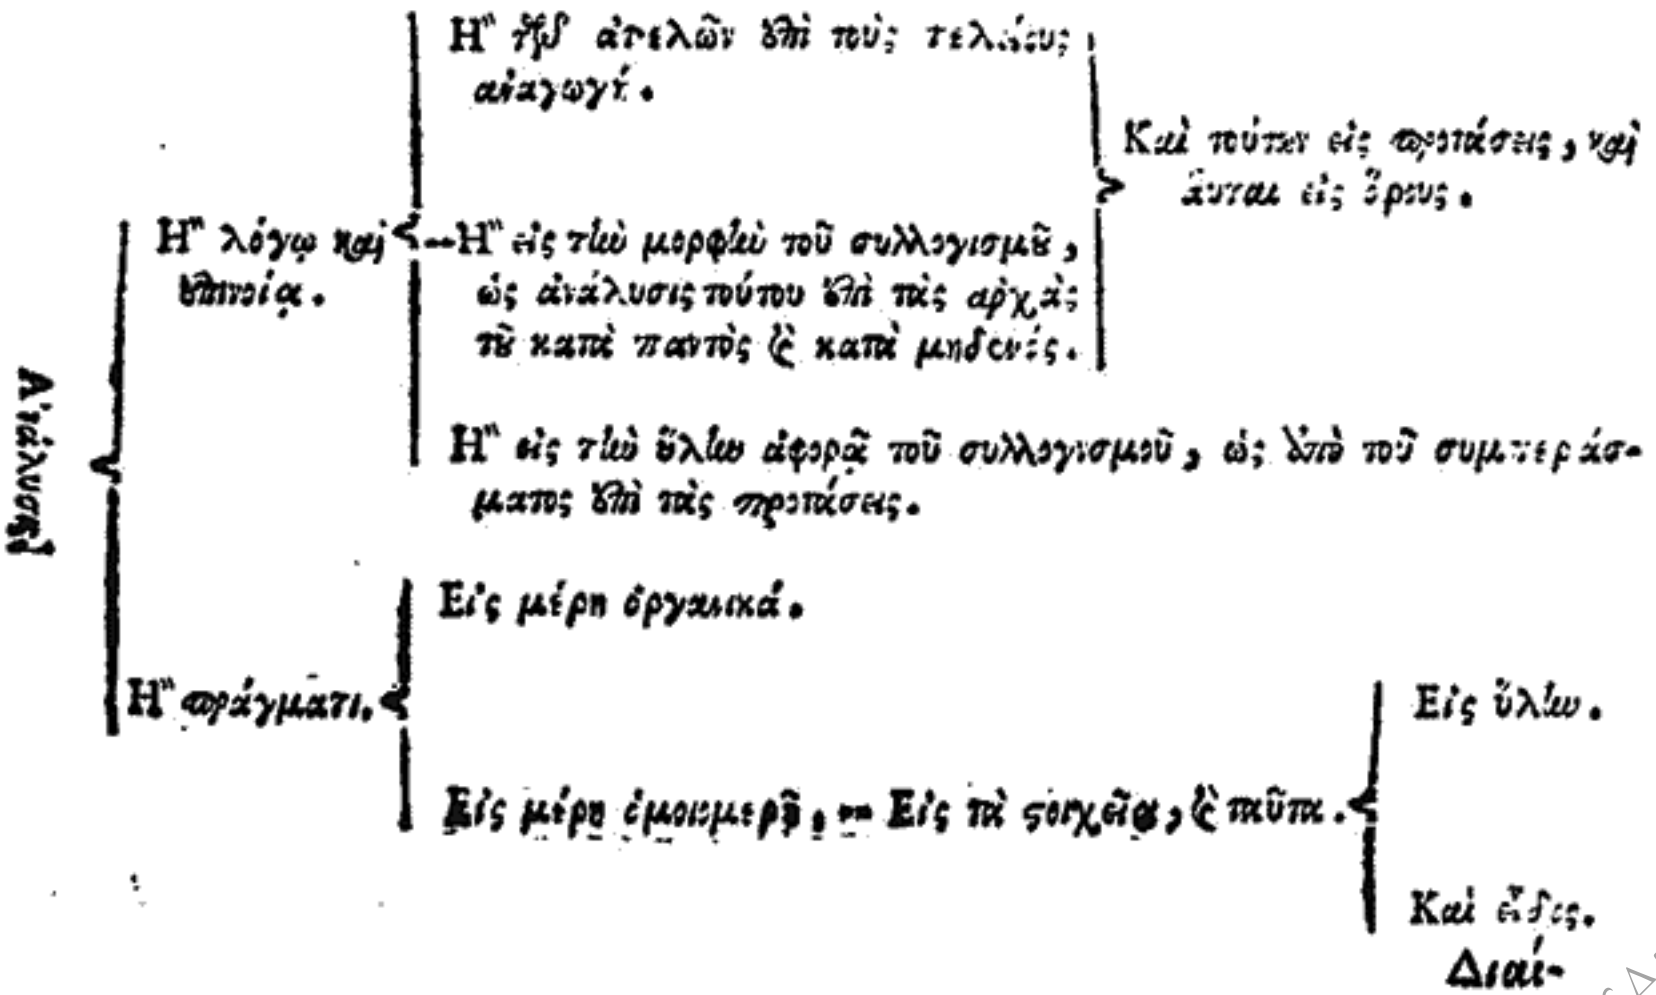 Ἀνάλυσις
Ἢ λόγῳ καὶ
ἐπινοίᾳ.
Ἢ τῶν ἀτελῶν ἐπὶ τοὺς τελείους
ἀναγωγή.
Ἢ εἰς τὴν μορφὴν τοῦ συλλογισμοῦ,
ὡς ἀνάλυσις τούτου ἐπὶ τὰς ἀρχὰς
τοῦ κατὰ παντὸς καὶ κατὰ μηδενός.
Καὶ τούτων εἰς προτάσεις, καὶ
αὗται εἰς ὅρους.
Ἢ εἰς τὴν ὕλην ἀφορᾷ τοῦ συλλογισμοῦ, ὡς ἀπὸ τοῦ συμπεράσ-
ματος ἐπὶ τὰς προτάσεις.
Ἢ πράγματι.
Εἰς μέρη ὀργανικά.
Εἰς μέρη ὁμοιομερῆ, -- Εἰς τὰ στοιχεῖα, καὶ ταῦτα.
Εἰς ὕλην.
Καὶ εἶδος.
Διαί-